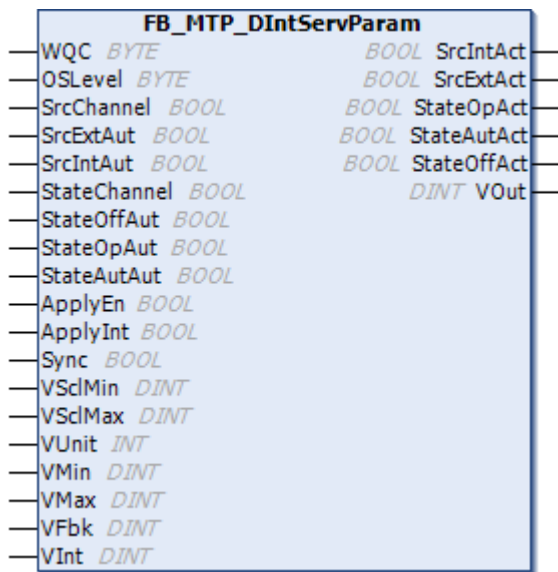 FB_MTP_DIntServParam
WQC BYTE BOOL SrcIntAct
OSLevel BYTE BOOL SrcExtAct
SrcChannel BOOL BOOL StateOpAct
SrcExtAut BOOL BOOL StateAutAct
SrcIntAut BOOL BOOL StateOffAct
StateChannel BOOL DINT VOut
StateOffAut BOOL
StateOpAut BOOL
StateAutAut BOOL
ApplyEn BOOL
ApplyInt BOOL
Sync BOOL
VSclMin DINT
VSclMax DINT
VUnit INT
VMin DINT
VMax DINT
VFbk DINT
VInt DINT